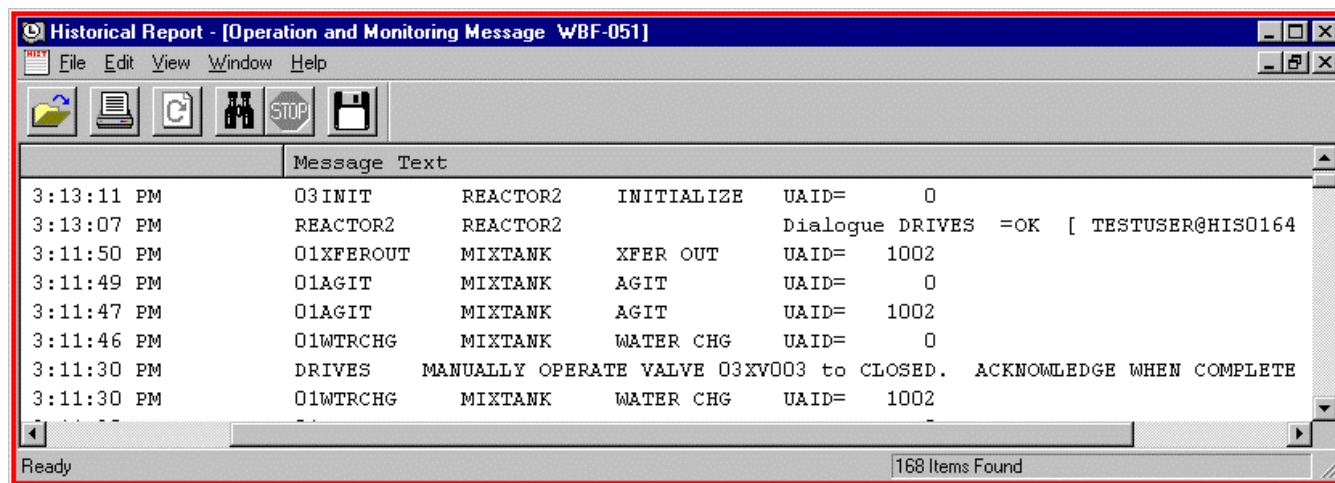 Historical Report - [Operation and Monitoring Message WBF-051]
File Edit View Window Help
STOP
Message Text
3:13:11 PM 03INIT REACTOR2 INITIALIZE UAID= 0
3:13:07 PM REACTOR2 REACTOR2 Dialogue DRIVES =OK [ TESTUSER@HIS0164
3:11:50 PM 01XFEROUT MIXTANK XFER OUT UAID= 1002
3:11:49 PM 01AGIT MIXTANK AGIT UAID= 0
3:11:47 PM 01AGIT MIXTANK AGIT UAID= 1002
3:11:46 PM 01WTRCHG MIXTANK WATER CHG UAID= 0
3:11:30 PM DRIVES MANUALLY OPERATE VALVE 03XV003 to CLOSED. ACKNOWLEDGE WHEN COMPLETE
3:11:30 PM 01WTRCHG MIXTANK WATER CHG UAID= 1002
Ready 168 Items Found